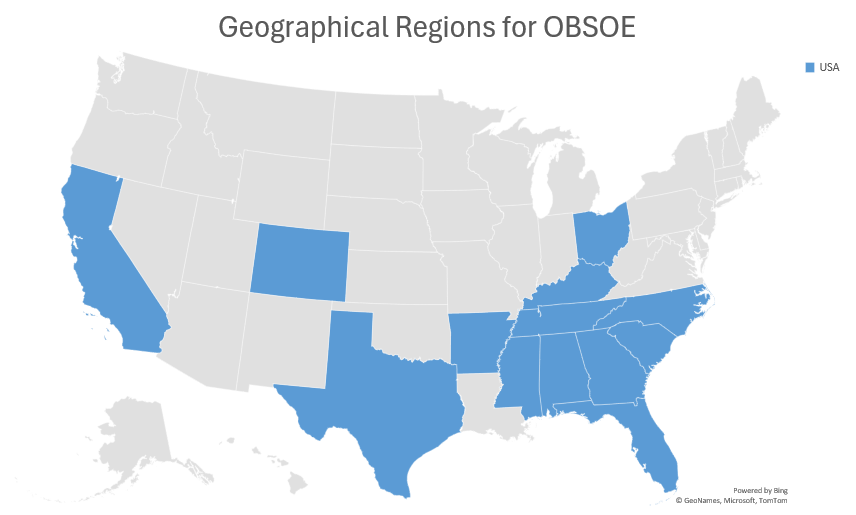 Geographical Regions for OBSOE
USA
Powered by Bing
© GeoNames, Microsoft, TomTom